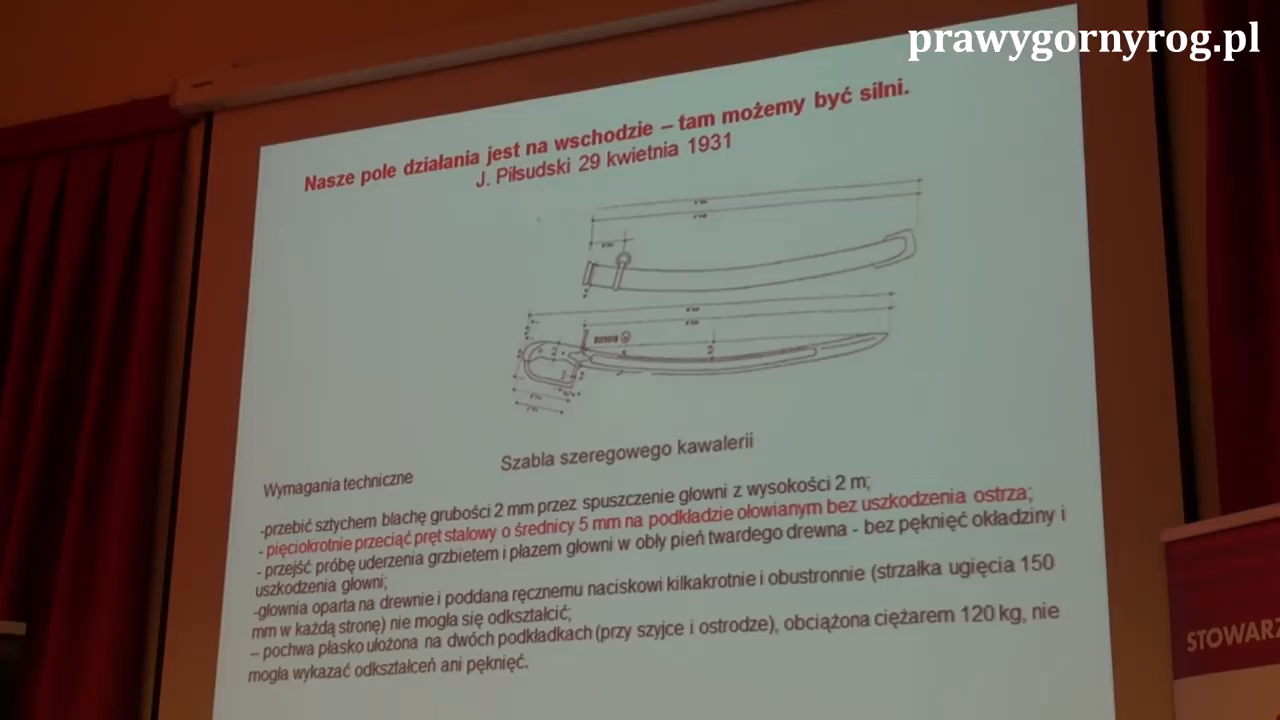 prawygornyrog.pl
Nasze pole działania jest na wschodzie – tam możemy być silni.
J. Piłsudski 29 kwietnia 1931
Szabla szeregowego kawalerii
Wymagania techniczne
-przebić sztychem blachę grubości 2 mm przez spuszczenie głowni z wysokości 2 m;
- pięciokrotnie przeciąć pręt stalowy o średnicy 5 mm na podkładzie ołowianym bez uszkodzenia ostrza;
- przejść próbę uderzenia grzbietem i płazem głowni w obły pień twardego drewna - bez pęknięć okładziny i
uszkodzenia głowni;
-głownia oparta na drewnie i poddana ręcznemu naciskowi kilkakrotnie i obustronnie (strzałka ugięcia 150
mm w każdą stronę) nie mogła się odkształcić;
– pochwa płasko ułożona na dwóch podkładkach (przy szyjce i ostrodze), obciążona ciężarem 120 kg, nie
mogła wykazać odkształceń ani pęknięć.
STOWARZ